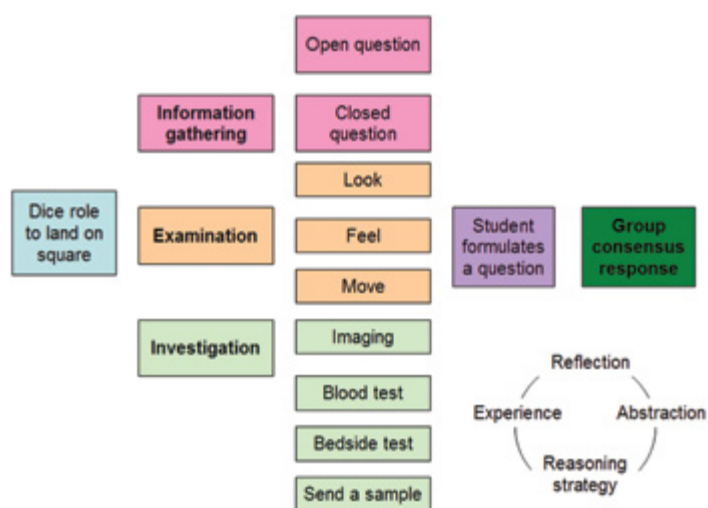 Open question
Information
gathering
Closed
question
Look
Dice role
to land on
square
Examination
Feel
Student
formulates
a question
Group
consensus
response
Move
Investigation
Imaging
Blood test
Bedside test
Send a sample
Reflection
Experience
Abstraction
Reasoning
strategy